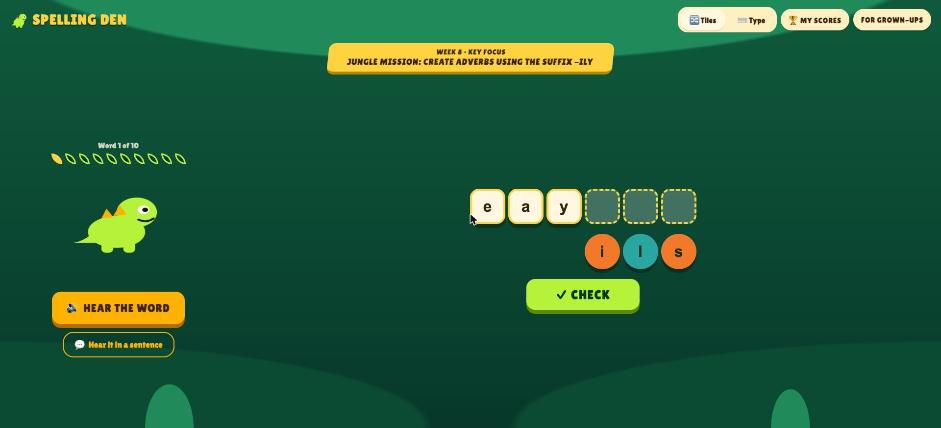 SPELLING DEN
Tiles
Type
MY SCORES
FOR GROWN-UPS
WEEK 8 · KEY FOCUS
JUNGLE MISSION: CREATE ADVERBS USING THE SUFFIX -ILY
Word 1 of 10
e a y
i l s
✓ CHECK
HEAR THE WORD
Hear it in a sentence